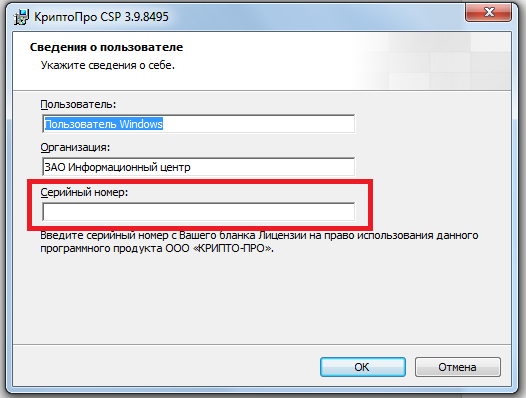 КриптоПро CSP 3.9.8495
Сведения о пользователе
Укажите сведения о себе.
Пользователь:
Пользователь Windows
Организация:
ЗАО Информационный центр
Серийный номер:
Введите серийный номер с Вашего бланка Лицензии на право использования данного
программного продукта ООО «КРИПТО-ПРО».
ОК
Отмена